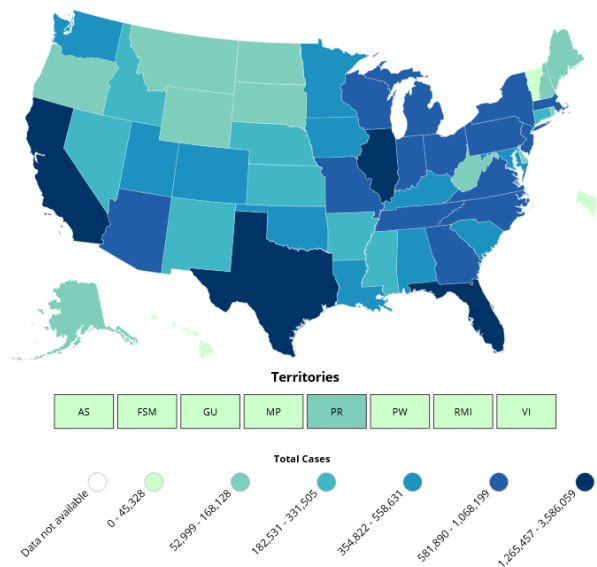 Territories
AS FSM GU MP PR PW RMI VI
Total Cases
Data not available
0 - 45,328
52,999 - 168,128
182,531 - 331,505
354,822 - 558,631
581,890 - 1,068,199
1,265,457 - 3,586,059